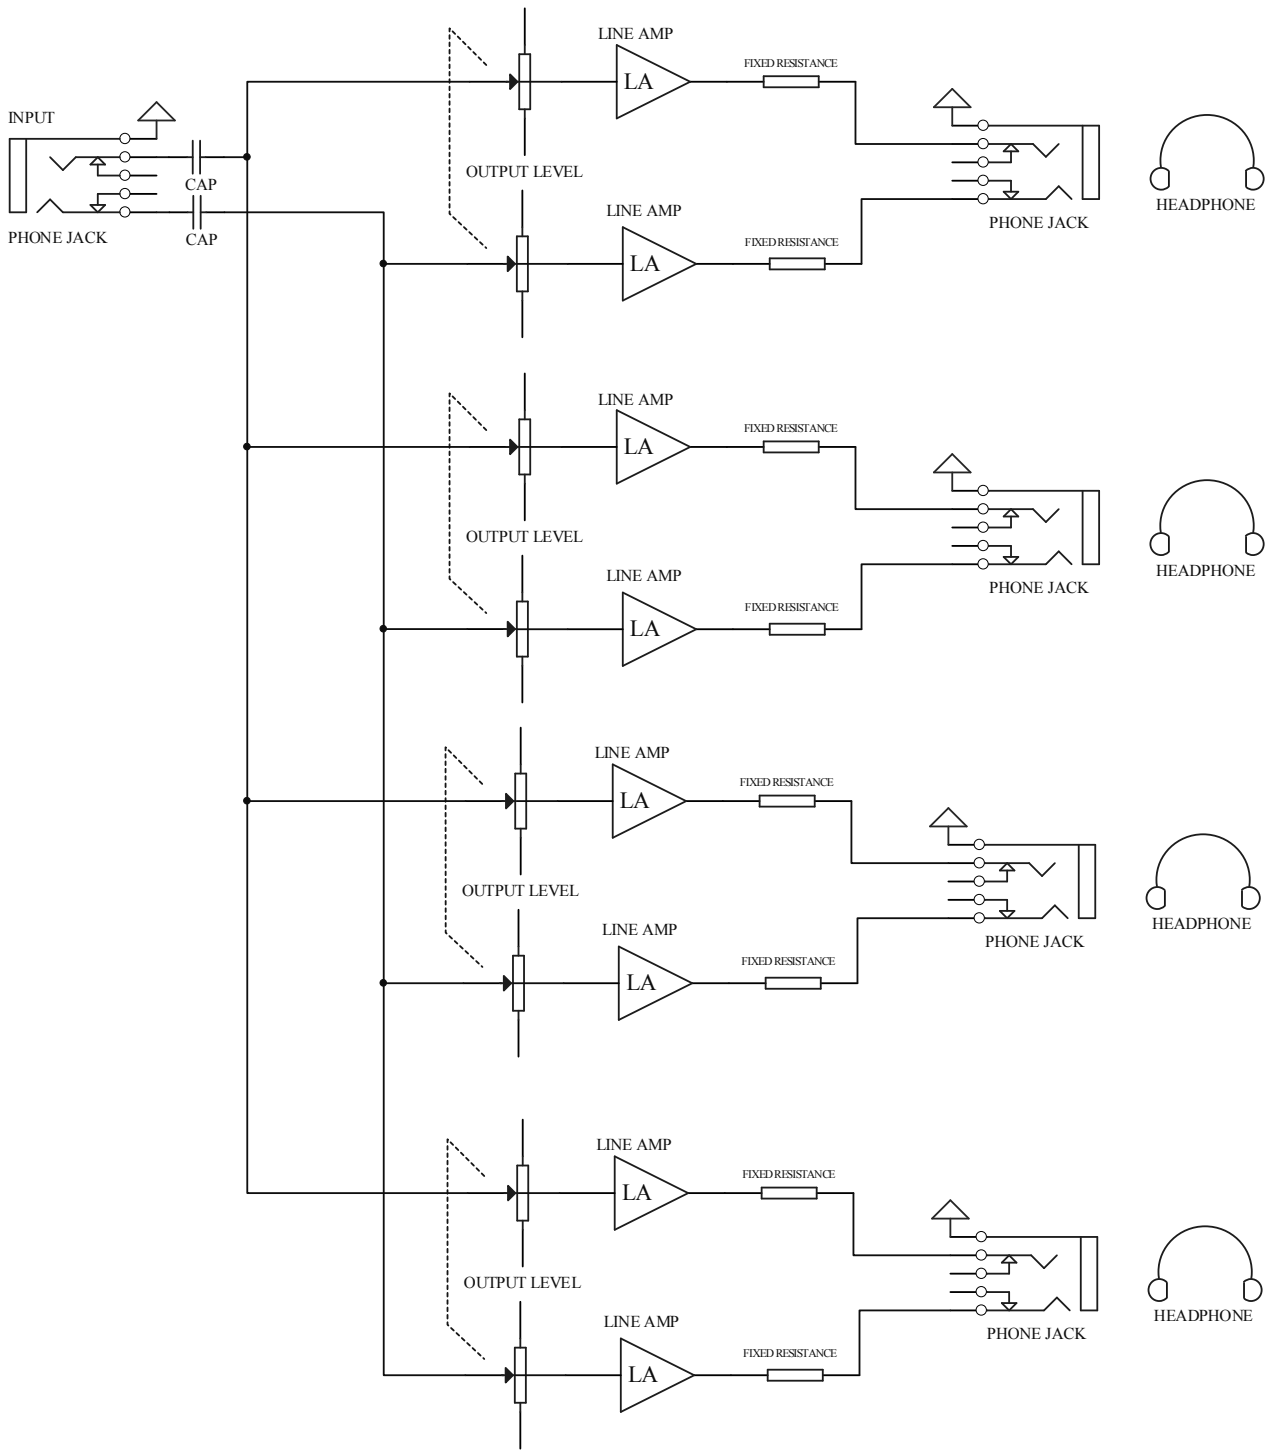 LINE AMP
FIXED RESISTANCE
LA
INPUT
CAP
OUTPUT LEVEL
HEADPHONE
LINE AMP
PHONE JACK
PHONE JACK
CAP
FIXED RESISTANCE
LA
LINE AMP
FIXED RESISTANCE
LA
OUTPUT LEVEL
HEADPHONE
LINE AMP
PHONE JACK
FIXED RESISTANCE
LA
LINE AMP
FIXED RESISTANCE
LA
OUTPUT LEVEL
HEADPHONE
LINE AMP
PHONE JACK
FIXED RESISTANCE
LA
LINE AMP
FIXED RESISTANCE
LA
OUTPUT LEVEL
HEADPHONE
LINE AMP
PHONE JACK
FIXED RESISTANCE
LA